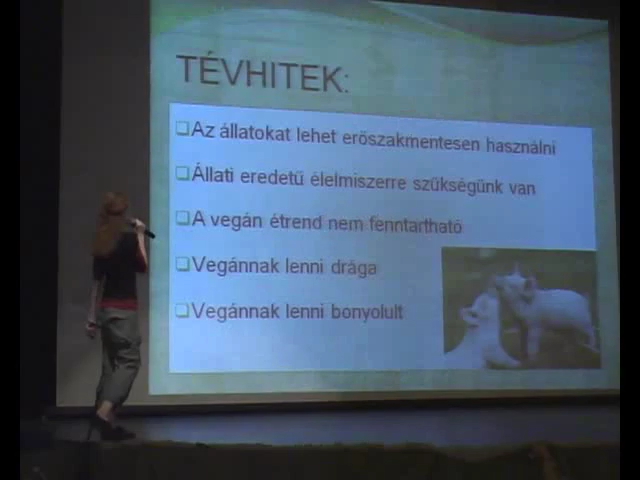 TÉVHITEK:
Az állatokat lehet erőszakmentesen használni
Állati eredetű élelmiszerre szükségünk van
A vegán étrend nem fenntartható
Vegánnak lenni drága
Vegánnak lenni bonyolult